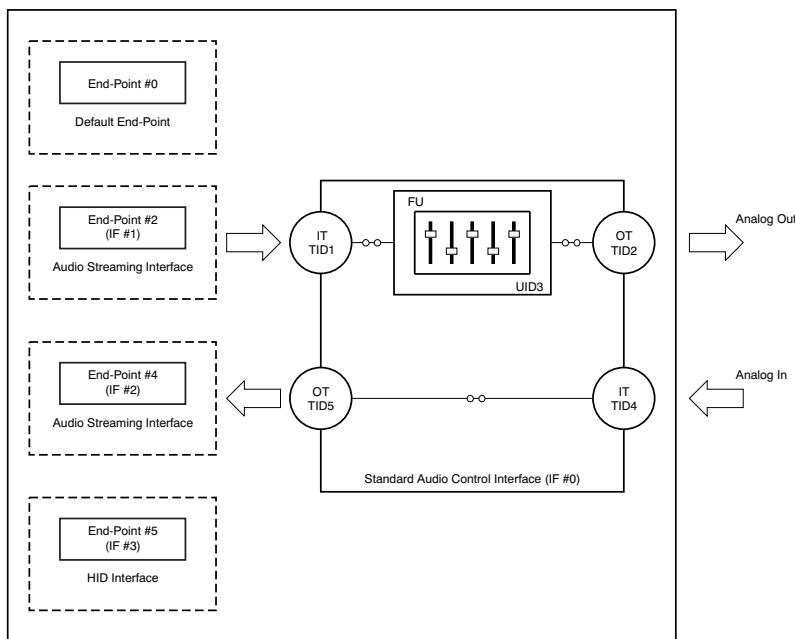 End-Point #0
Default End-Point
End-Point #2
(IF #1)
Audio Streaming Interface
IT
TID1
FU
UID3
OT
TID2
Analog Out
End-Point #4
(IF #2)
Audio Streaming Interface
OT
TID5
IT
TID4
Analog In
Standard Audio Control Interface (IF #0)
End-Point #5
(IF #3)
HID Interface